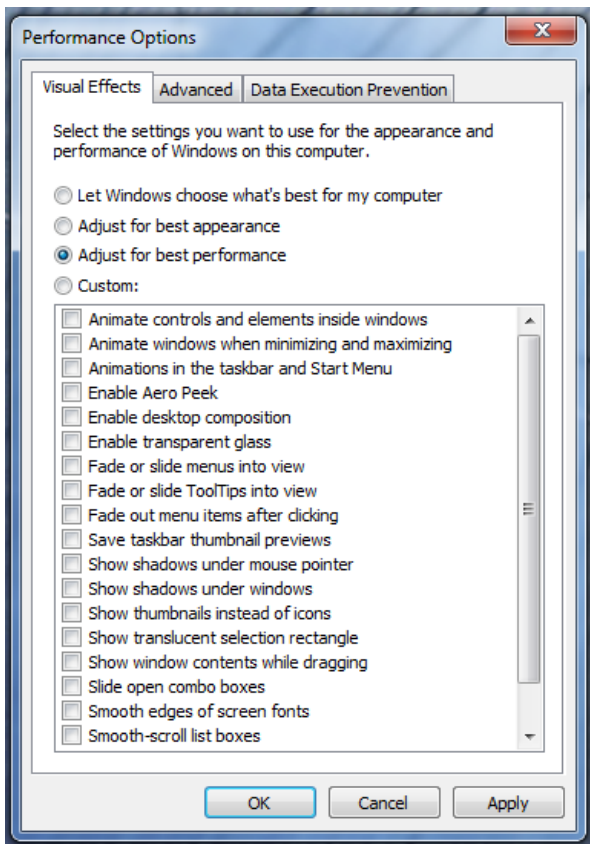 Performance Options
Visual Effects Advanced Data Execution Prevention
Select the settings you want to use for the appearance and
performance of Windows on this computer.
Let Windows choose what's best for my computer
Adjust for best appearance
Adjust for best performance
Custom:
Animate controls and elements inside windows
Animate windows when minimizing and maximizing
Animations in the taskbar and Start Menu
Enable Aero Peek
Enable desktop composition
Enable transparent glass
Fade or slide menus into view
Fade or slide ToolTips into view
Fade out menu items after clicking
Save taskbar thumbnail previews
Show shadows under mouse pointer
Show shadows under windows
Show thumbnails instead of icons
Show translucent selection rectangle
Show window contents while dragging
Slide open combo boxes
Smooth edges of screen fonts
Smooth-scroll list boxes
OK Cancel Apply